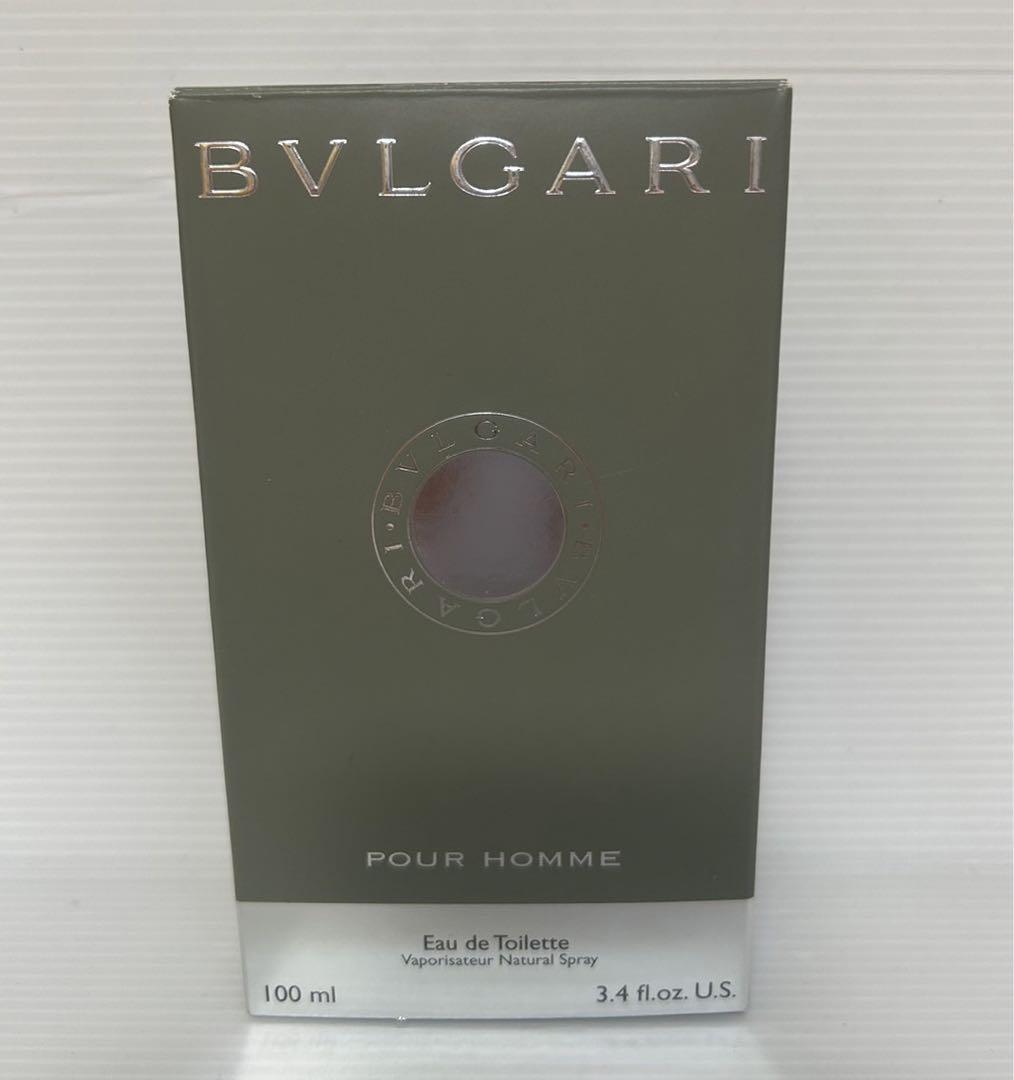 BVLGARI
BVLGARI · BVLGARI ·
POUR HOMME
Eau de Toilette
Vaporisateur Natural Spray
100 ml
3.4 fl.oz. U.S.